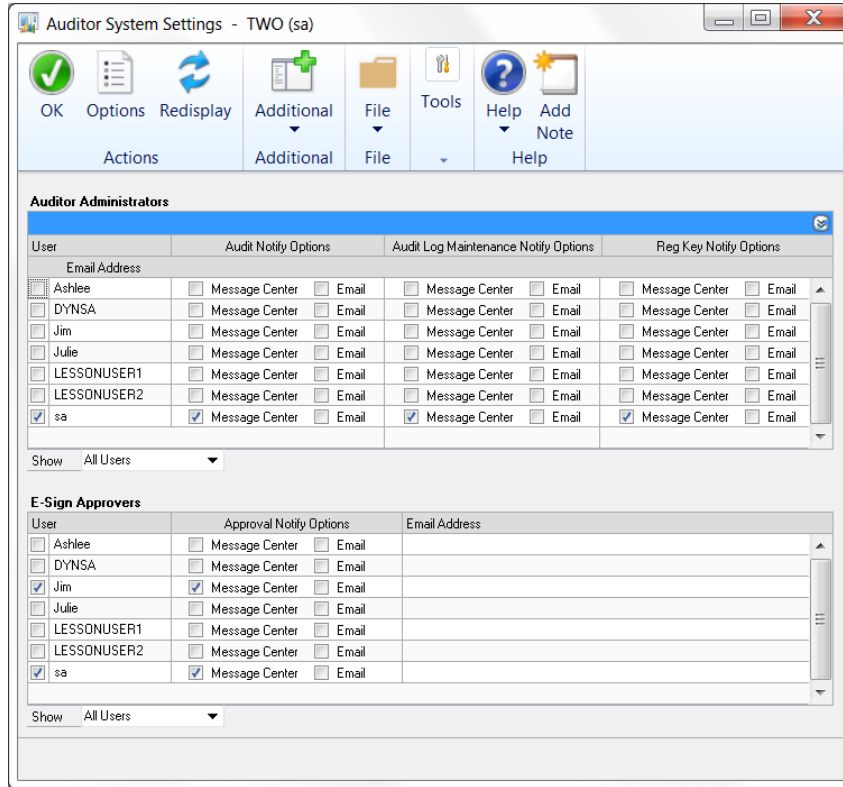 Auditor System Settings - TWO (sa)
OK Options Redisplay Additional File Tools Help Add Note
Actions Additional File Help
Auditor Administrators
User Audit Notify Options Audit Log Maintenance Notify Options Reg Key Notify Options
Email Address
Ashlee Message Center Email Message Center Email Message Center Email
DYNSA Message Center Email Message Center Email Message Center Email
Jim Message Center Email Message Center Email Message Center Email
Julie Message Center Email Message Center Email Message Center Email
LESSONUSER1 Message Center Email Message Center Email Message Center Email
LESSONUSER2 Message Center Email Message Center Email Message Center Email
sa Message Center Email Message Center Email Message Center Email
Show All Users
E-Sign Approvers
User Approval Notify Options Email Address
Ashlee Message Center Email
DYNSA Message Center Email
Jim Message Center Email
Julie Message Center Email
LESSONUSER1 Message Center Email
LESSONUSER2 Message Center Email
sa Message Center Email
Show All Users